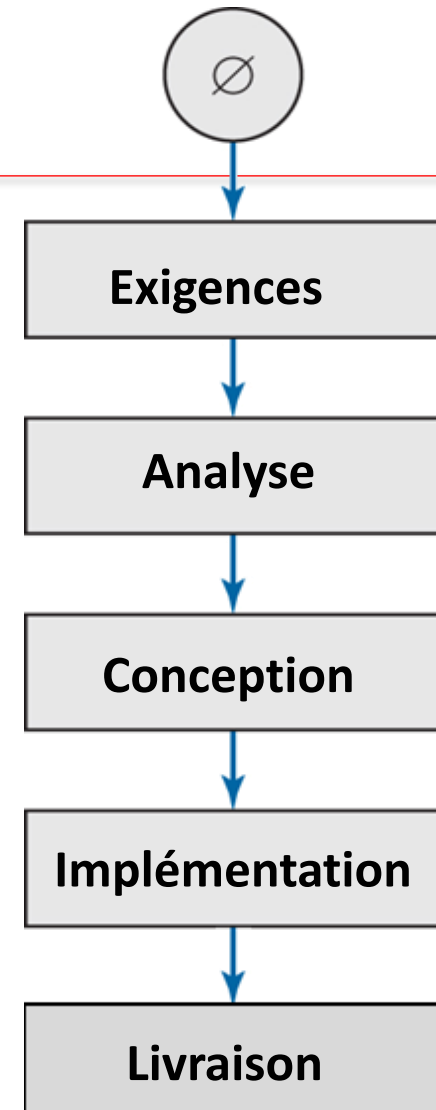 ∅
Exigences
Analyse
Conception
Implémentation
Livraison